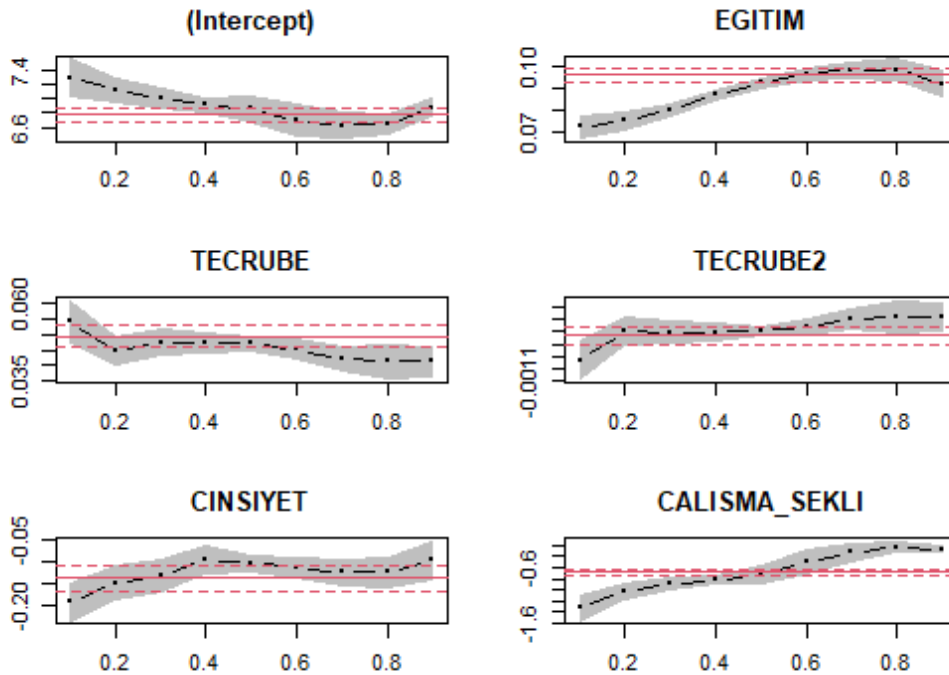 (Intercept)
7.4
6.6
0.2 0.4 0.6 0.8
EGITIM
0.10
0.07
0.2 0.4 0.6 0.8
TECRUBE
0.060
0.035
0.2 0.4 0.6 0.8
TECRUBE2
-0.0011
0.2 0.4 0.6 0.8
CINSIYET
-0.05
-0.20
0.2 0.4 0.6 0.8
CALISMA_SEKLI
-0.6
-1.6
0.2 0.4 0.6 0.8